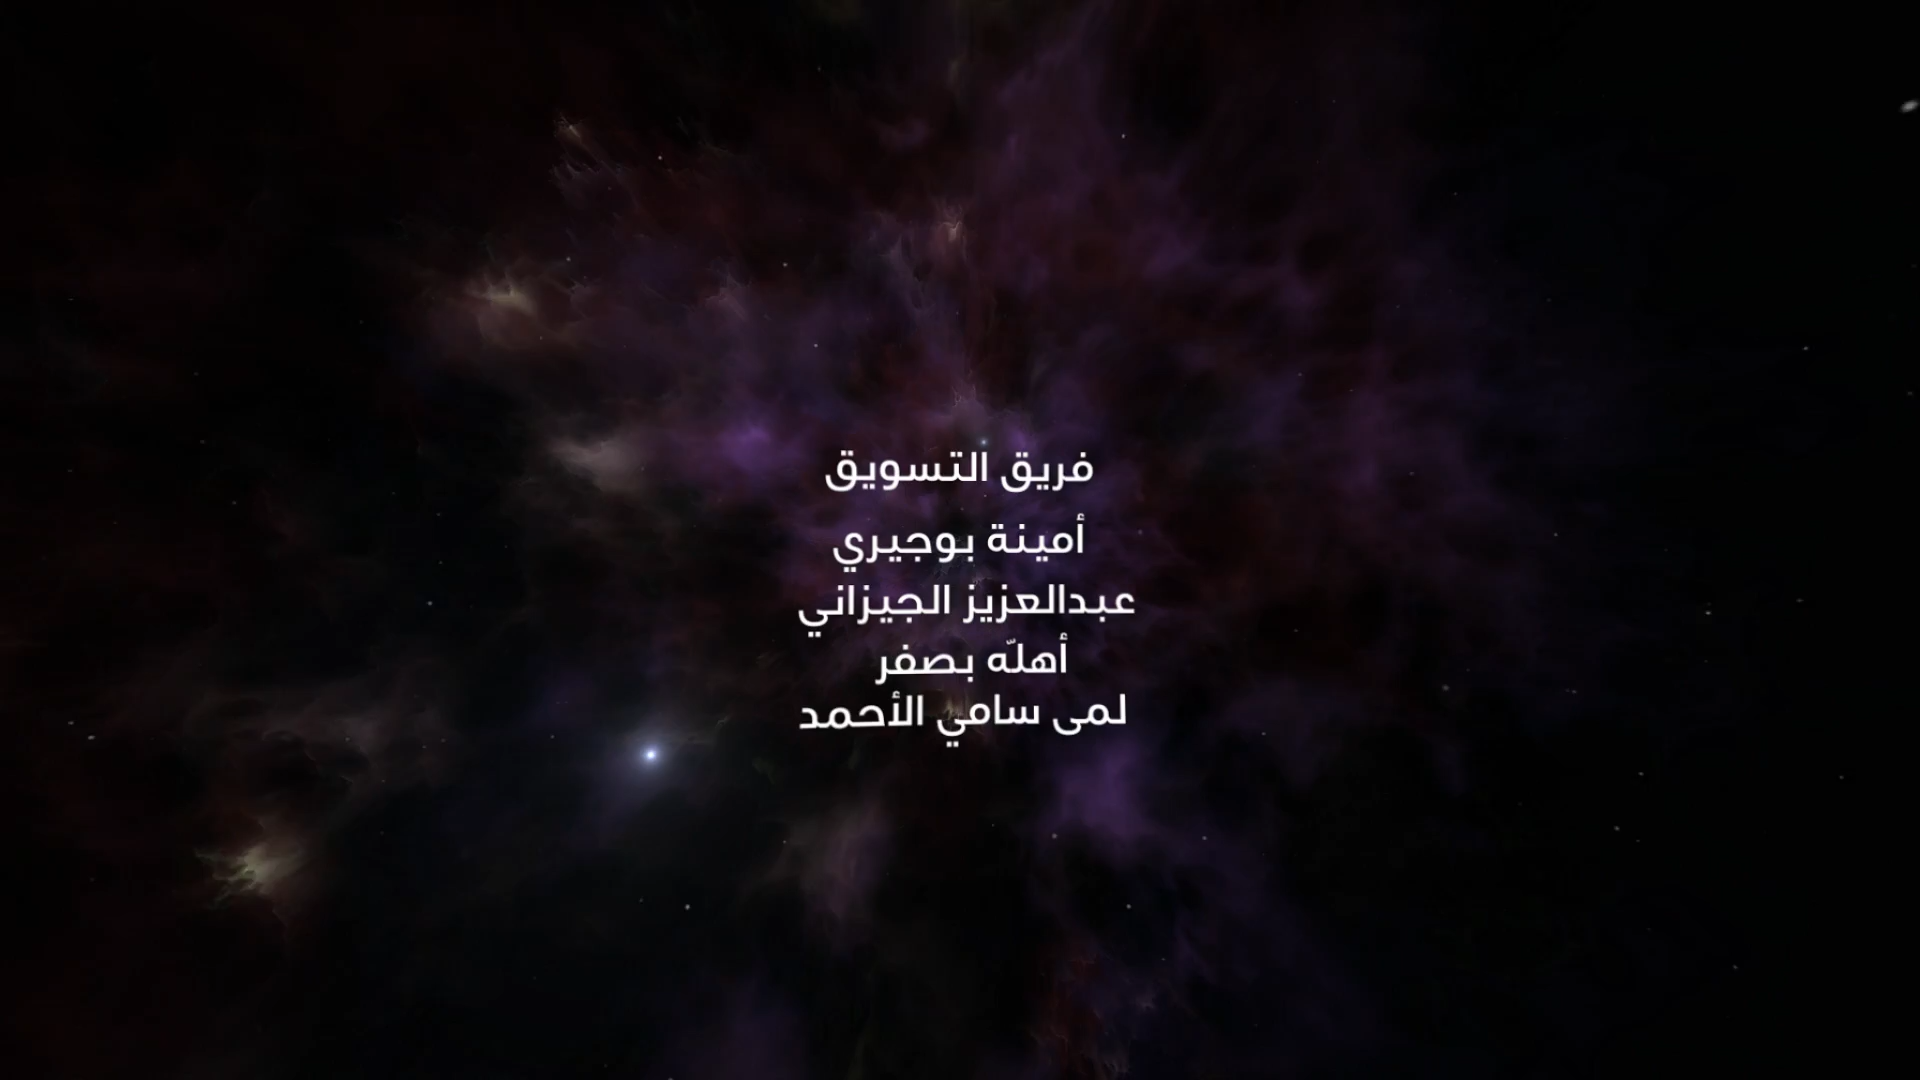 فريق التسويق
أمينة بوجيري
عبدالعزيز الجيزاني
أهلّه بصفر
لمى سامي الأحمد